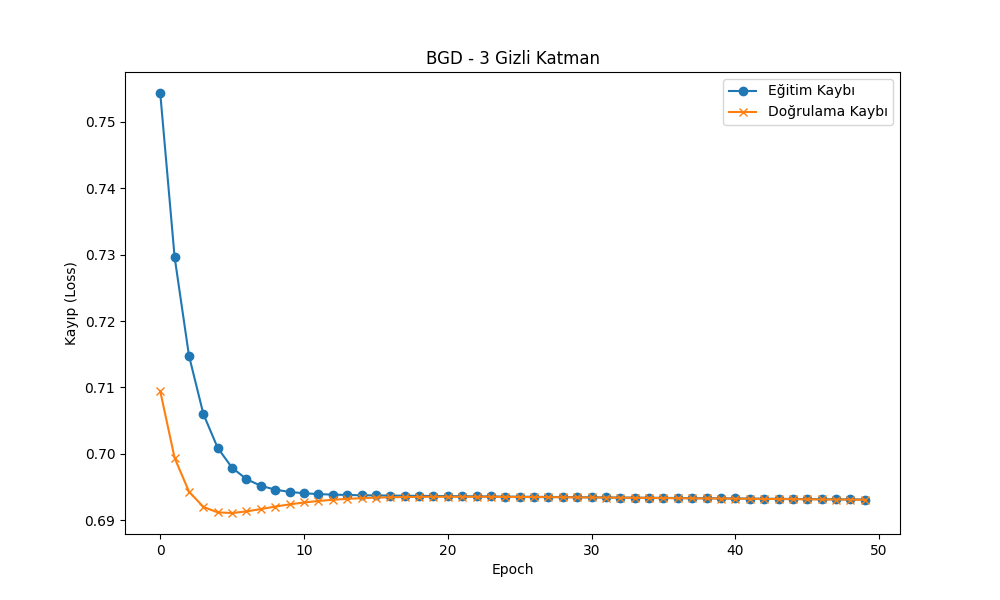 BGD - 3 Gizli Katman
Eğitim Kaybı
Doğrulama Kaybı
Kayıp (Loss)
0.75
0.74
0.73
0.72
0.71
0.70
0.69
0 10 20 30 40 50
Epoch